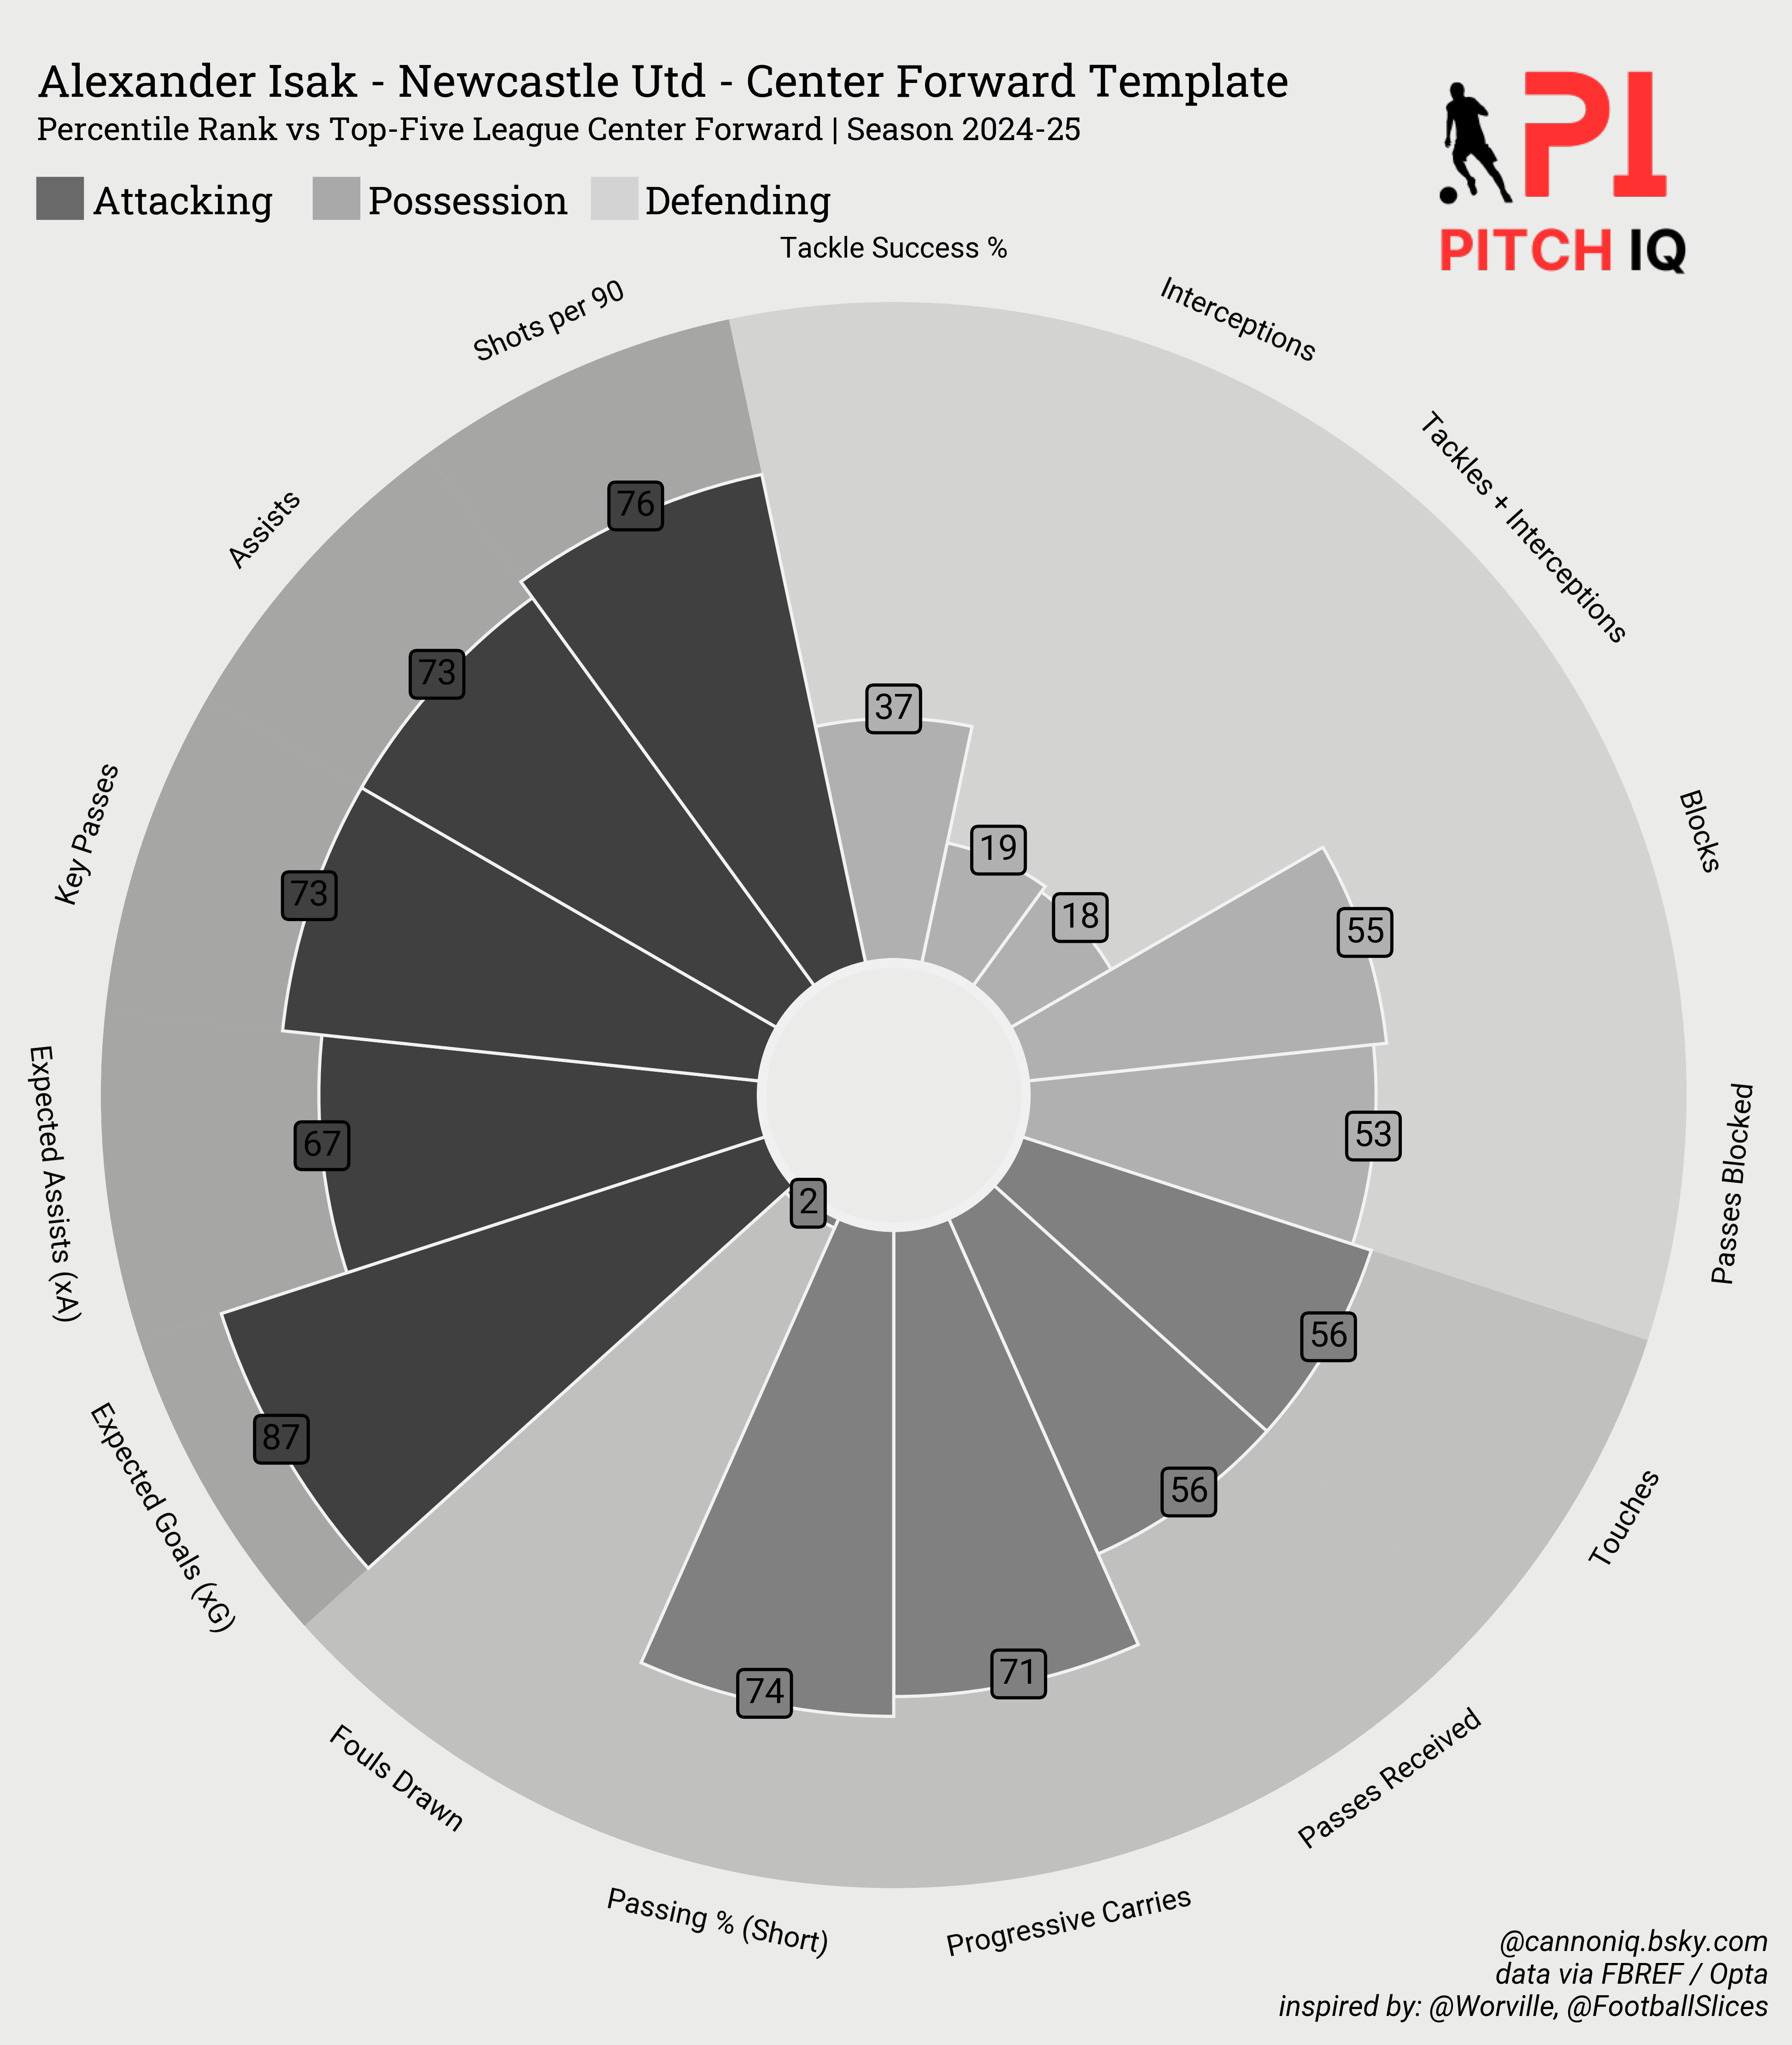 Alexander Isak - Newcastle Utd - Center Forward Template
Percentile Rank vs Top-Five League Center Forward | Season 2024-25
PI
PITCH IQ
Attacking
Possession
Defending
Tackle Success %
Interceptions
Tackles + Interceptions
Blocks
Passes Blocked
Touches
Passes Received
Progressive Carries
Passing % (Short)
Fouls Drawn
Expected Goals (xG)
Expected Assists (xA)
Key Passes
Assists
Shots per 90
37
19
18
55
53
56
56
71
74
2
87
67
73
73
76
@cannoniq.bsky.com
data via FBREF / Opta
inspired by: @Worville, @FootballSlices